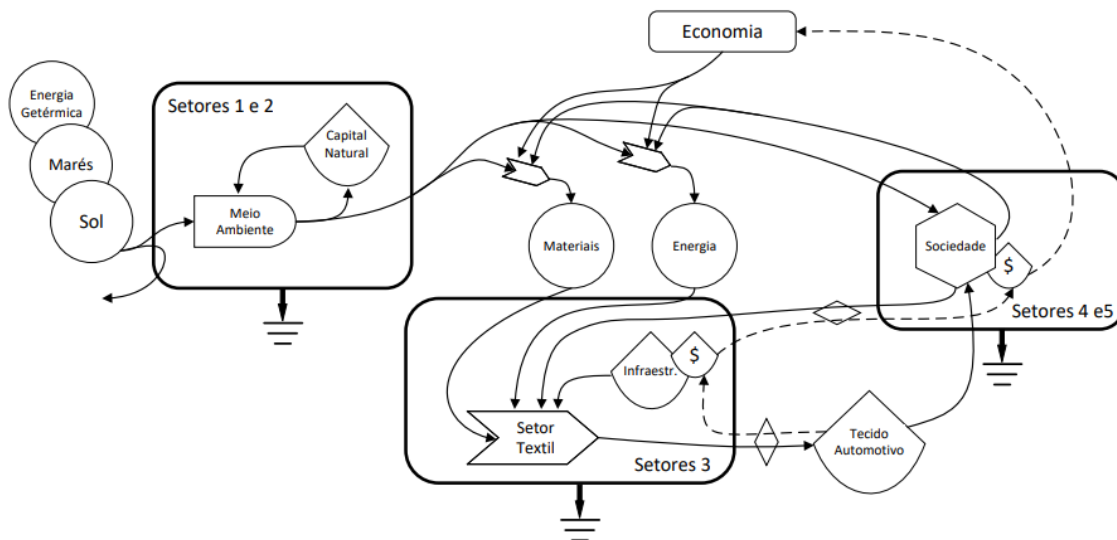 Economia
Energia
Getérmica
Setores 1 e 2
Capital
Natural
Marés
Sol
Meio
Ambiente
Materiais
Energia
Sociedade
$
Setores 4 e5
Infraestr.
$
Setor
Textil
Setores 3
Tecido
Automotivo